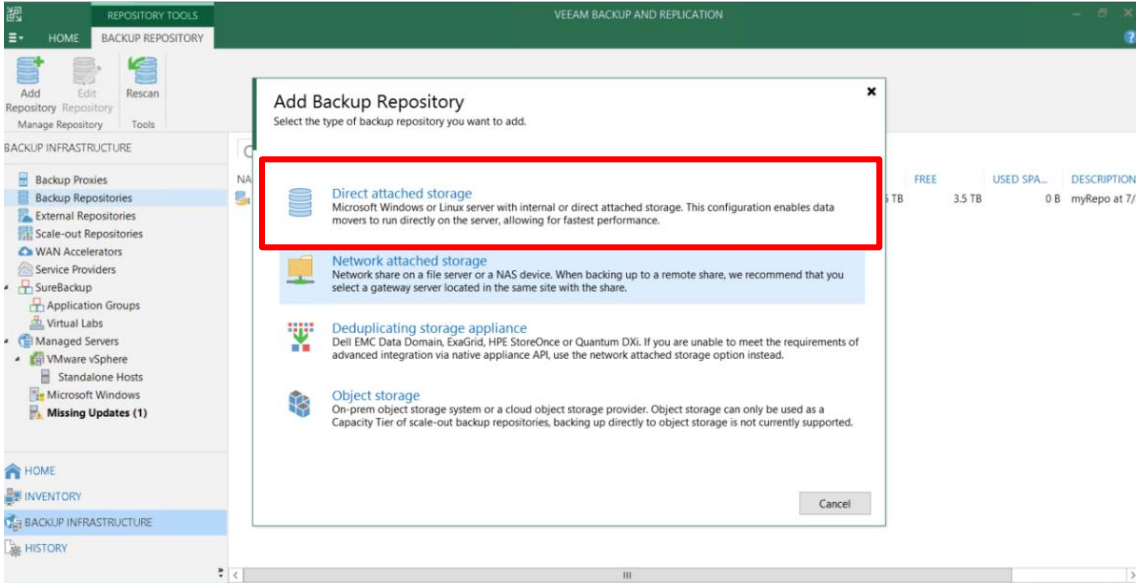 REPOSITORY TOOLS
VEEAM BACKUP AND REPLICATION
HOME
BACKUP REPOSITORY
Add Repository
Edit Repository
Rescan
Manage Repository
Tools
BACKUP INFRASTRUCTURE
Backup Proxies
Backup Repositories
External Repositories
Scale-out Repositories
WAN Accelerators
Service Providers
SureBackup
Application Groups
Virtual Labs
Managed Servers
VMware vSphere
Standalone Hosts
Microsoft Windows
Missing Updates (1)
HOME
INVENTORY
BACKUP INFRASTRUCTURE
HISTORY
NA
FREE
USED SPA...
DESCRIPTION
TB
3.5 TB
0 B
myRepo at 7/
Add Backup Repository
Select the type of backup repository you want to add.
Direct attached storage
Microsoft Windows or Linux server with internal or direct attached storage. This configuration enables data
movers to run directly on the server, allowing for fastest performance.
Network attached storage
Network share on a file server or a NAS device. When backing up to a remote share, we recommend that you
select a gateway server located in the same site with the share.
Deduplicating storage appliance
Dell EMC Data Domain, ExaGrid, HPE StoreOnce or Quantum DXi. If you are unable to meet the requirements of
advanced integration via native appliance API, use the network attached storage option instead.
Object storage
On-prem object storage system or a cloud object storage provider. Object storage can only be used as a
Capacity Tier of scale-out backup repositories, backing up directly to object storage is not currently supported.
Cancel